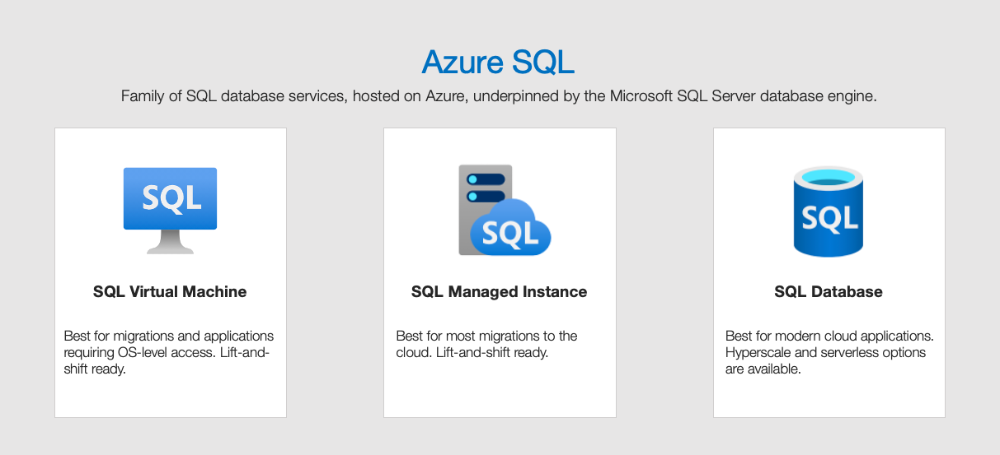 Azure SQL
Family of SQL database services, hosted on Azure, underpinned by the Microsoft SQL Server database engine.
SQL
SQL Virtual Machine
Best for migrations and applications
requiring OS-level access. Lift-and-
shift ready.
SQL
SQL Managed Instance
Best for most migrations to the
cloud. Lift-and-shift ready.
SQL
SQL Database
Best for modern cloud applications.
Hyperscale and serverless options
are available.